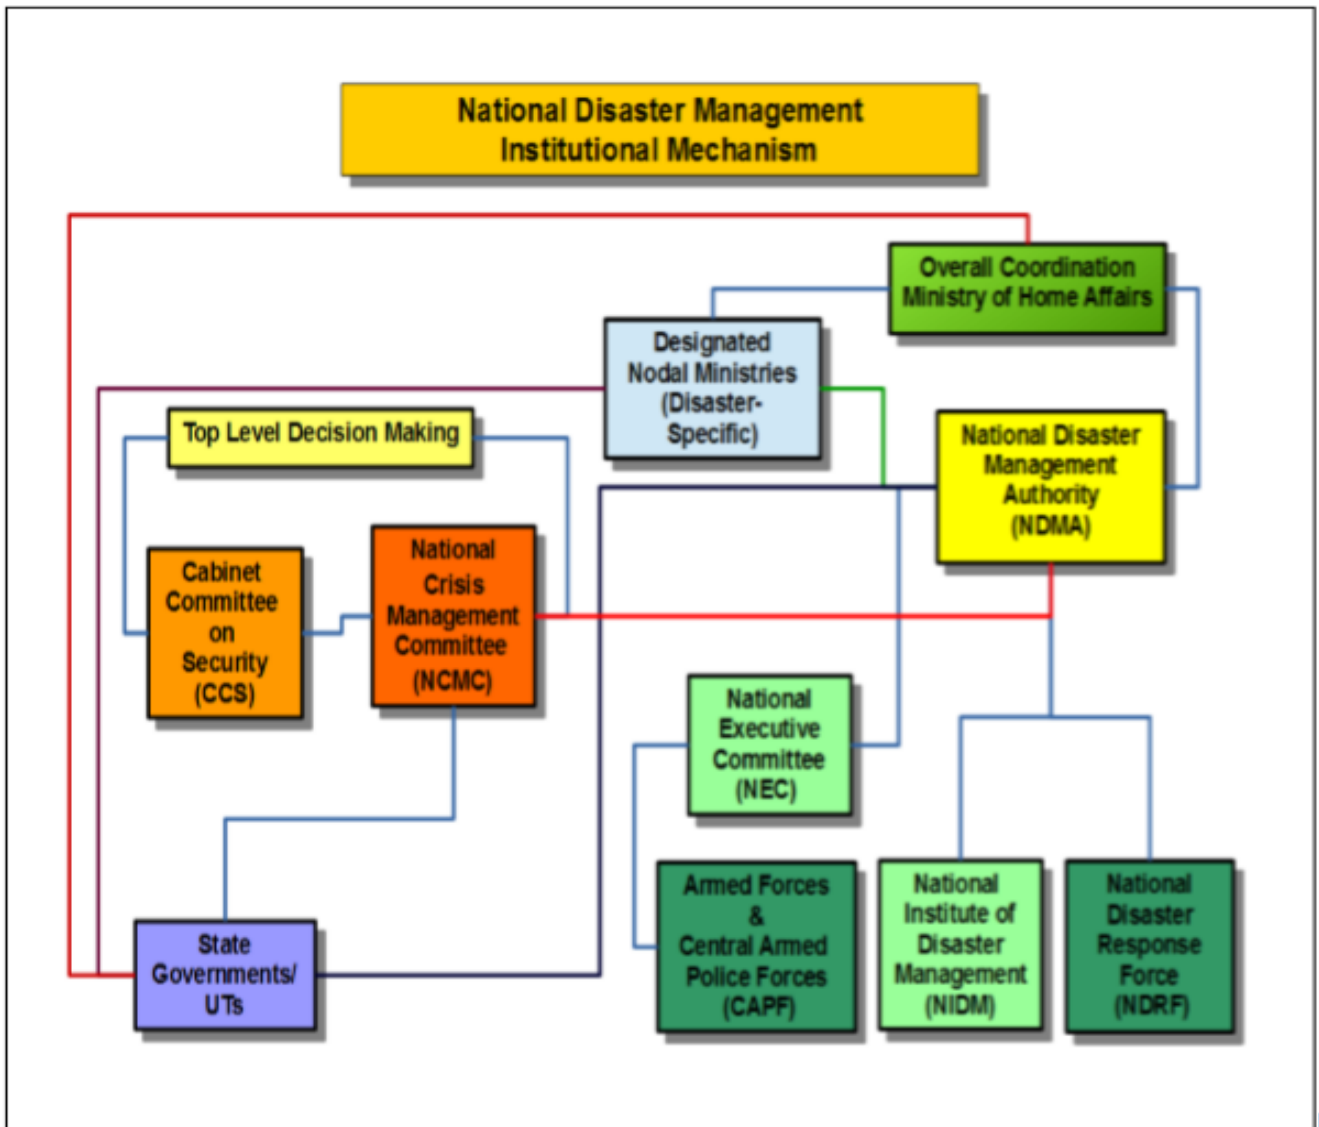 National Disaster Management
Institutional Mechanism
Overall Coordination
Ministry of Home Affairs
Designated
Nodal Ministries
(Disaster-
Specific)
Top Level Decision Making
National Disaster
Management
Authority
(NDMA)
Cabinet
Committee
on
Security
(CCS)
National
Crisis
Management
Committee
(NCMC)
National
Executive
Committee
(NEC)
State
Governments/
UTs
Armed Forces
&
Central Armed
Police Forces
(CAPF)
National
Institute of
Disaster
Management
(NIDM)
National
Disaster
Response
Force
(NDRF)